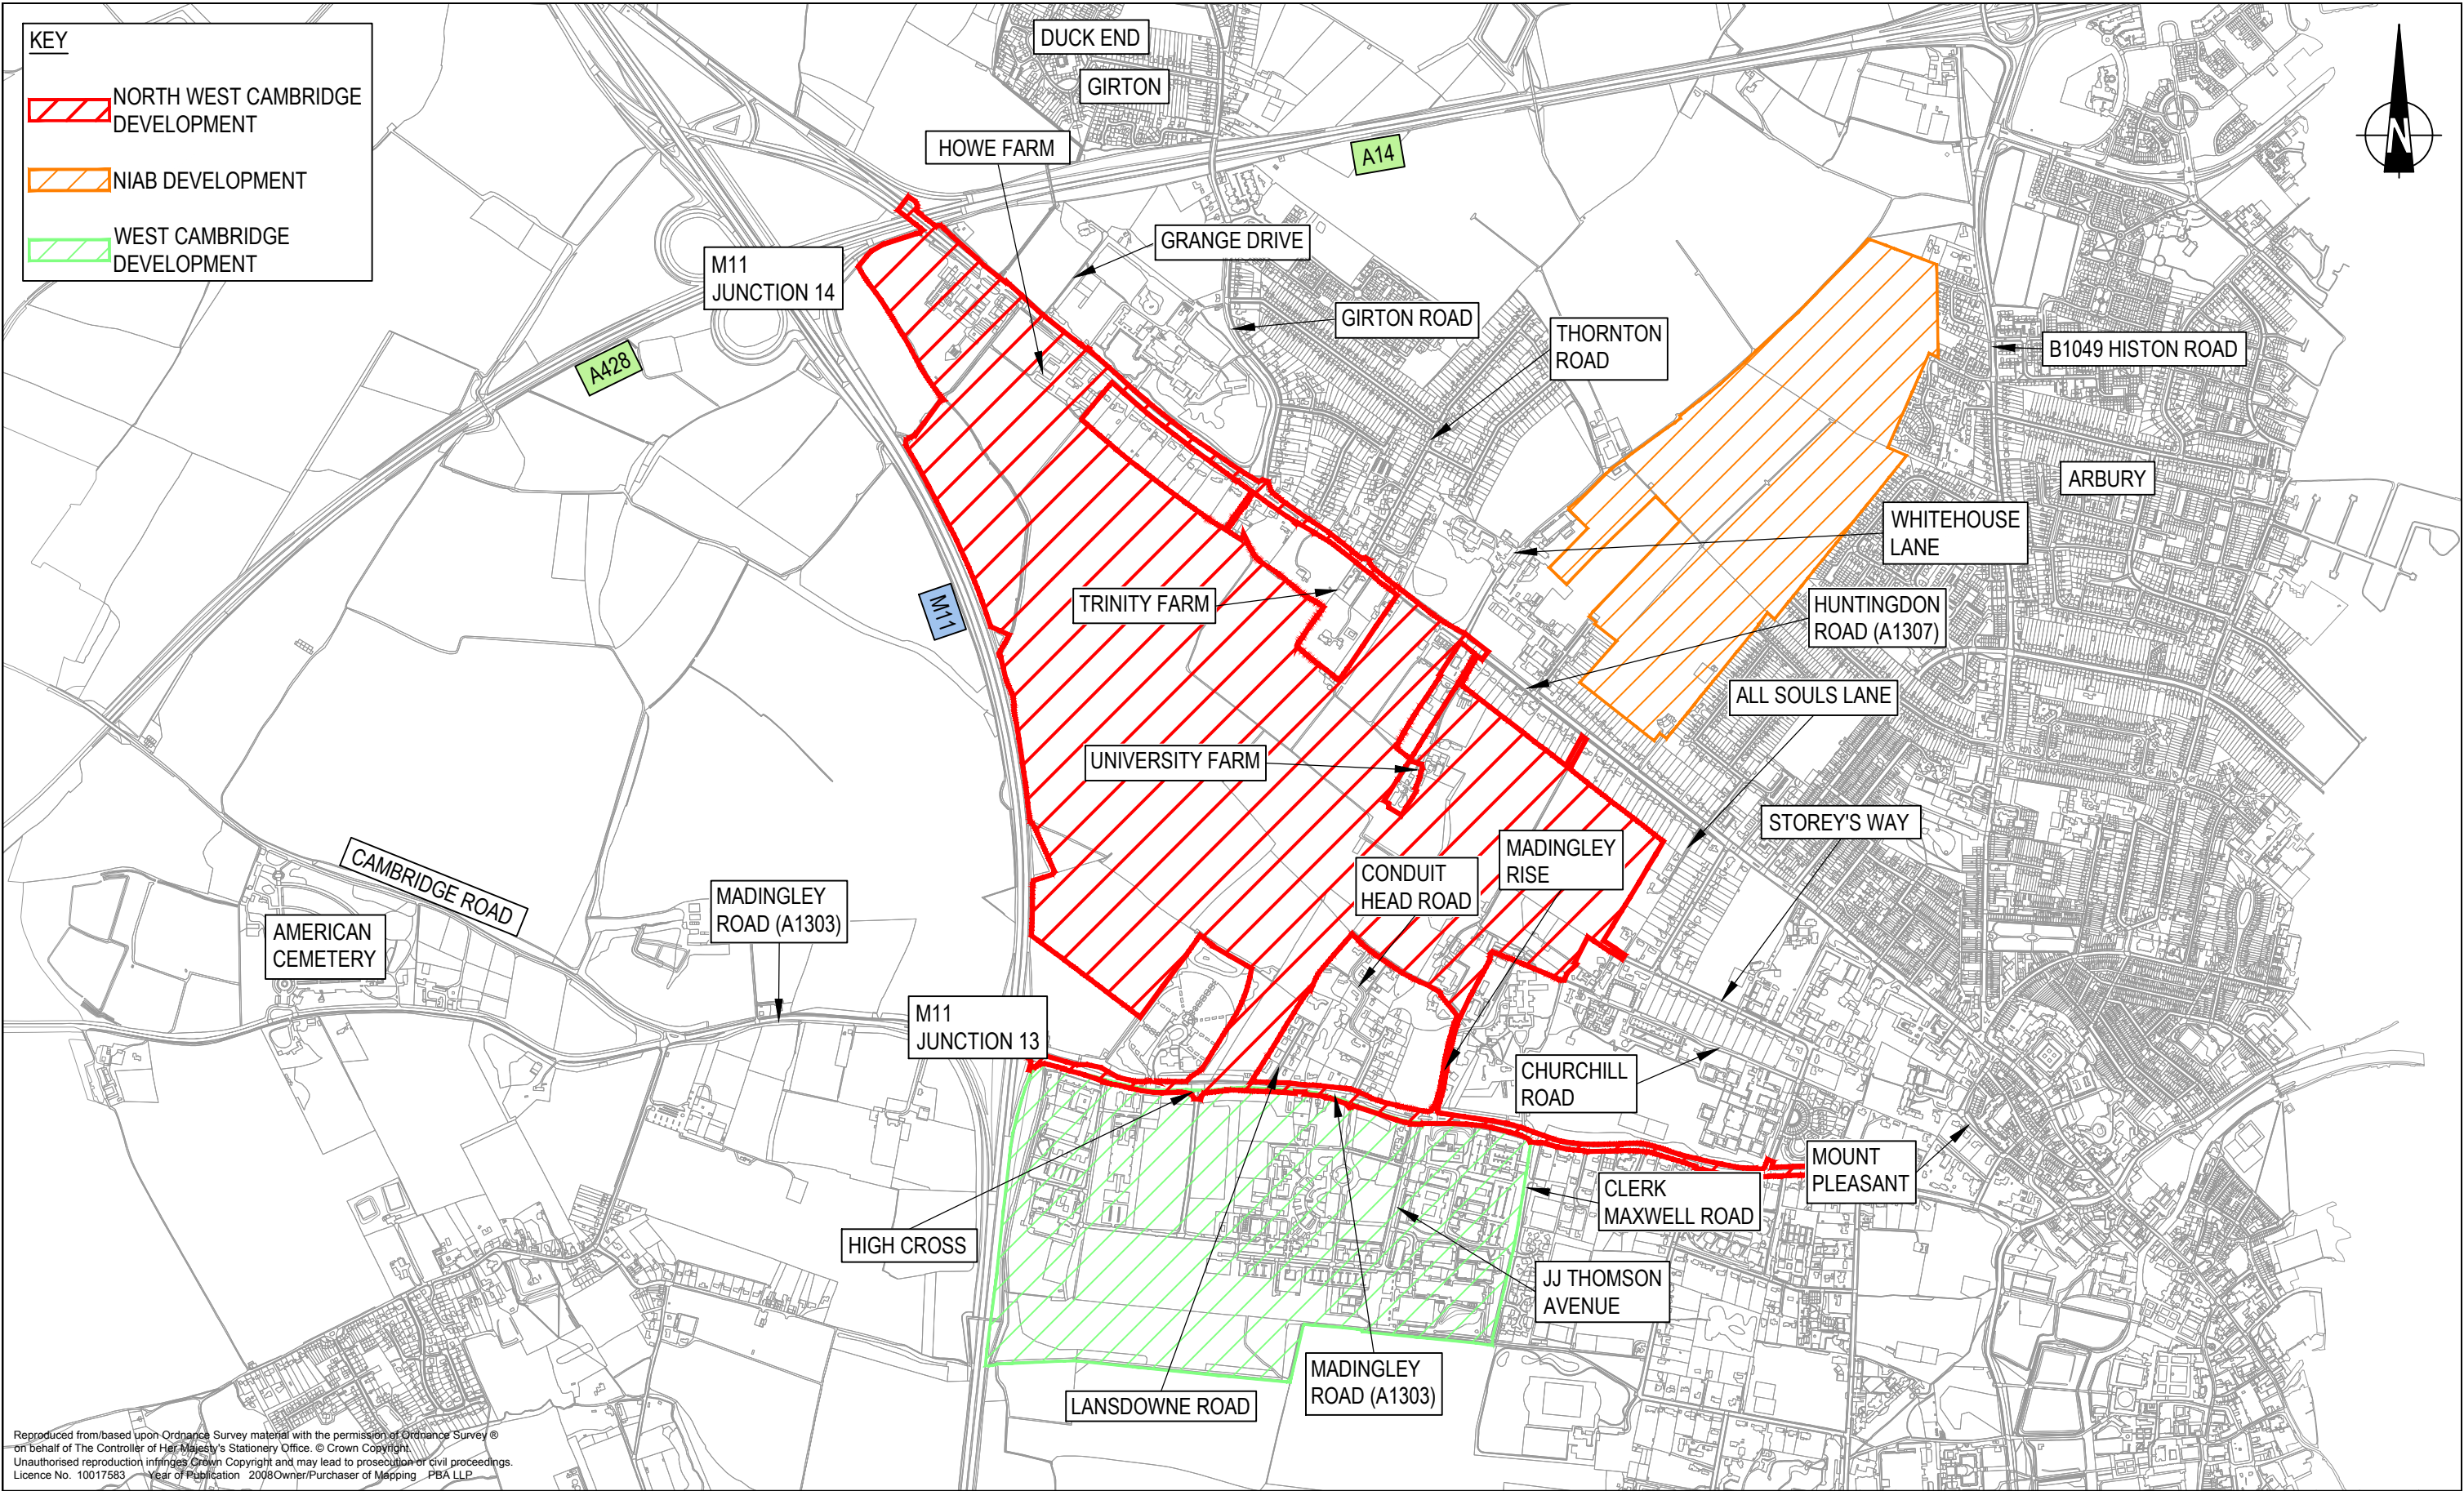 KEY
NORTH WEST CAMBRIDGE
DEVELOPMENT
NIAB DEVELOPMENT
WEST CAMBRIDGE
DEVELOPMENT
DUCK END
GIRTON
HOWE FARM
A14
N
GRANGE DRIVE
M11
JUNCTION 14
GIRTON ROAD
THORNTON
ROAD
B1049 HISTON ROAD
A428
ARBURY
WHITEHOUSE
LANE
M11
TRINITY FARM
HUNTINGDON
ROAD (A1307)
ALL SOULS LANE
UNIVERSITY FARM
STOREY'S WAY
MADINGLEY
RISE
CONDUIT
HEAD ROAD
CAMBRIDGE ROAD
MADINGLEY
ROAD (A1303)
AMERICAN
CEMETERY
M11
JUNCTION 13
CHURCHILL
ROAD
MOUNT
PLEASANT
CLERK
MAXWELL ROAD
HIGH CROSS
JJ THOMSON
AVENUE
MADINGLEY
ROAD (A1303)
LANSDOWNE ROAD
Reproduced from/based upon Ordnance Survey material with the permission of Ordnance Survey ®
on behalf of The Controller of Her Majesty's Stationery Office. © Crown Copyright.
Unauthorised reproduction infringes Crown Copyright and may lead to prosecution or civil proceedings.
Licence No. 10017583 Year of Publication 2008Owner/Purchaser of Mapping PBA LLP